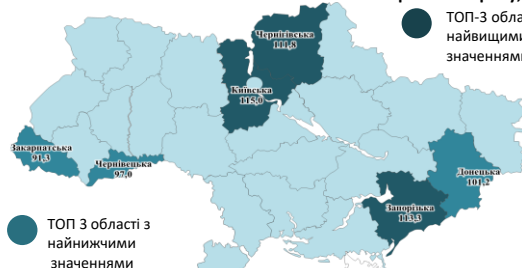 ТОП-3 обла
найвищими
значенням
Чернігівська
111,8
Київська
115,0
Закарпатська
91,3
Чернівецька
97,0
Донецька
101,2
Запорізька
113,3
ТОП 3 області з
найнижчими
значеннями